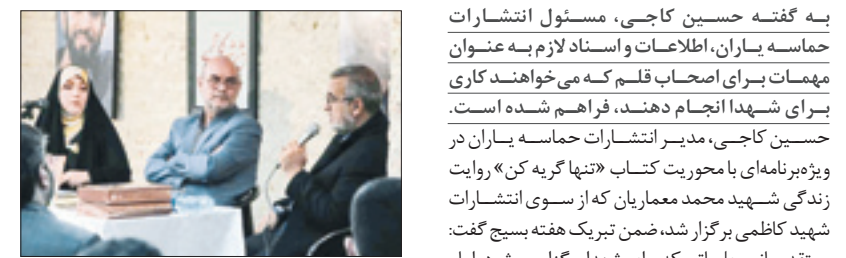 به گفته حسین کاجی، مسئول انتشارات
حماسه یاران، اطلاعات و اسناد لازم به عنوان
مهمات برای اصحاب قلم که می‌خواهند کاری
برای شهدا انجام دهند، فراهم شده است.
حسین کاجی، مدیر انتشارات حماسه یاران در
ویژه‌برنامه‌ای با محوریت کتاب «تنها گریه کن» روایت
زندگی شهید محمد معماریان که از سوی انتشارات
شهید کاظمی برگزار شد، ضمن تبریک هفته بسیج گفت: